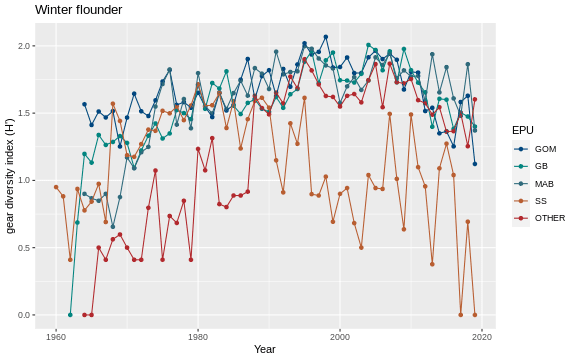 Winter flounder
gear diversity index (H')
2.0
1.5
1.0
0.5
0.0
1960
1980
2000
2020
Year
EPU
GOM
GB
MAB
SS
OTHER